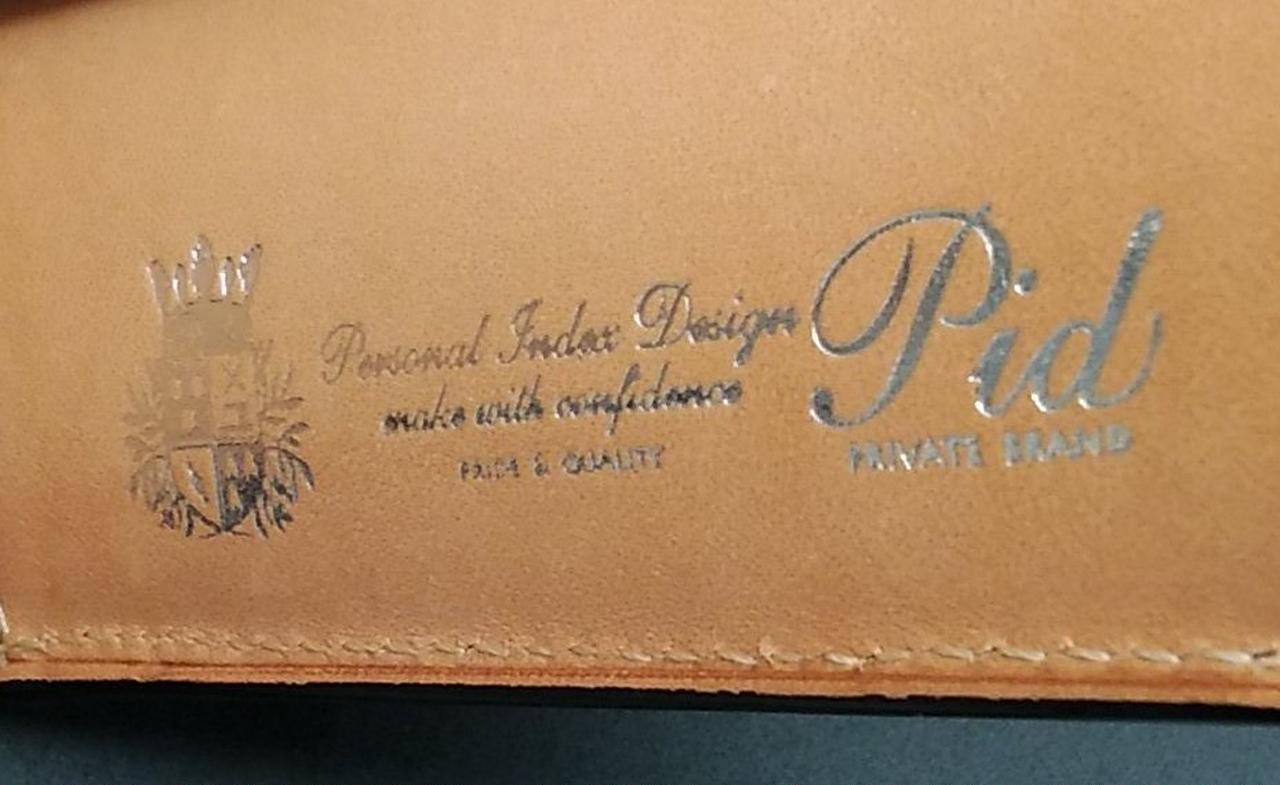 Personal Index Design
make with confidence
PRIDE & QUALITY
Pid
PRIVATE BRAND